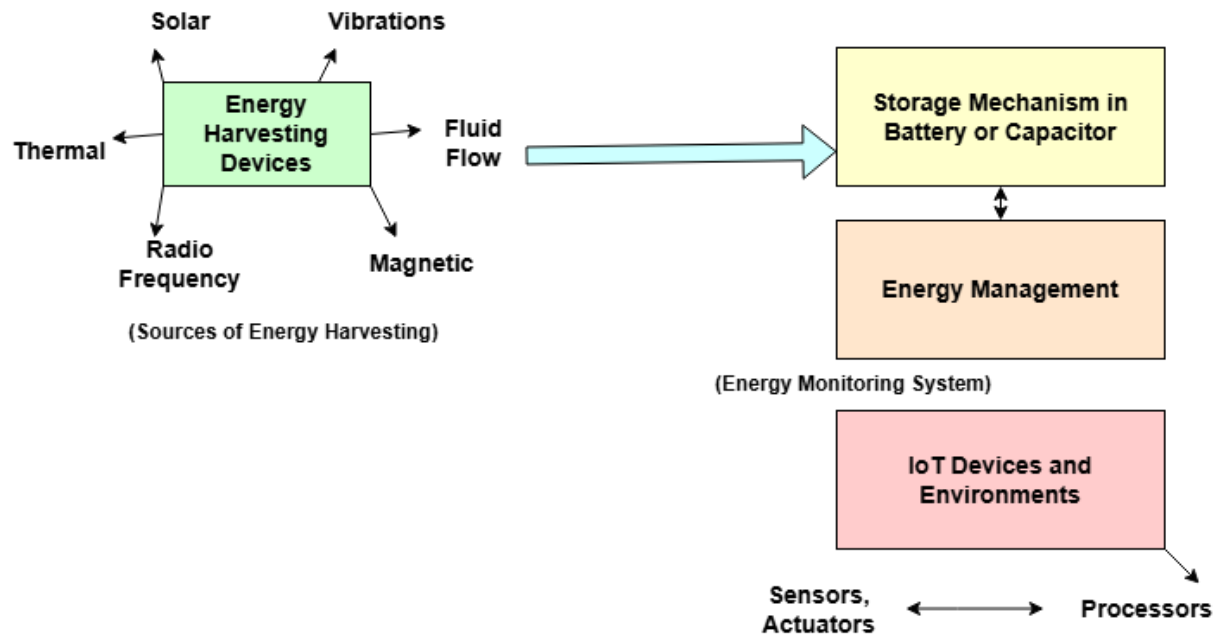 Solar
Vibrations
Energy
Harvesting
Devices
Thermal
Fluid
Flow
Radio
Frequency
Magnetic
(Sources of Energy Harvesting)
Storage Mechanism in
Battery or Capacitor
Energy Management
(Energy Monitoring System)
IoT Devices and
Environments
Sensors,
Actuators
Processors